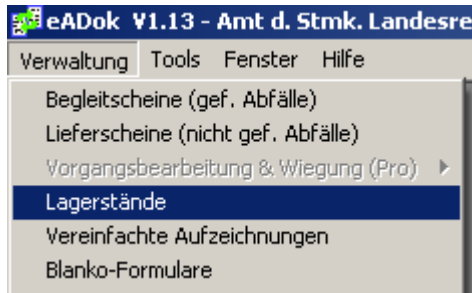 eADok V1.13 - Amt d. Stmk. Landesre
Verwaltung Tools Fenster Hilfe
Begleitscheine (gef. Abfälle)
Lieferscheine (nicht gef. Abfälle)
Vorgangsbearbeitung & Wiegung (Pro)
Lagerstände
Vereinfachte Aufzeichnungen
Blanko-Formulare